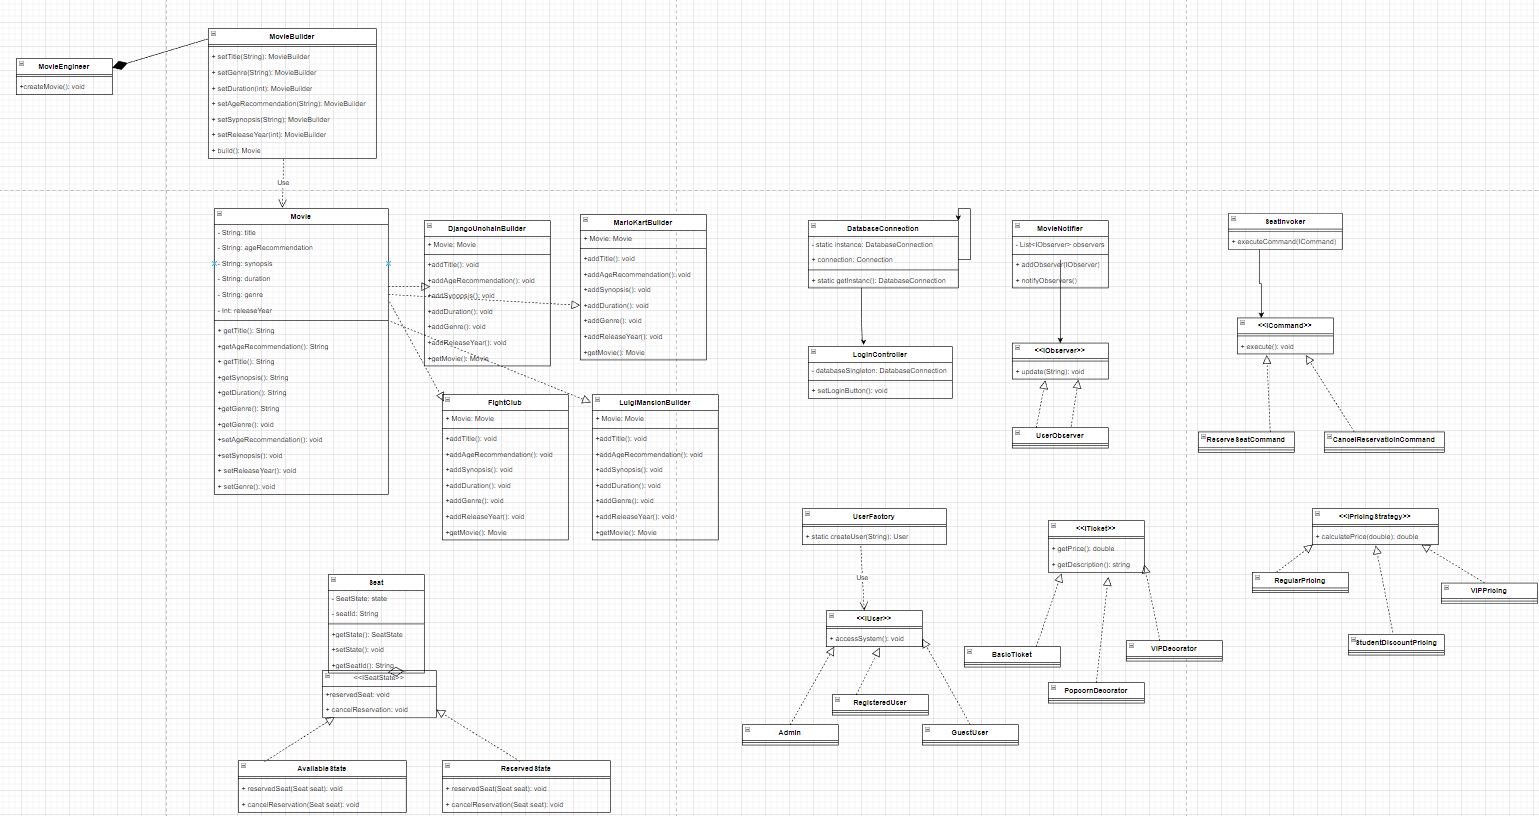 MovieBuilder
+ setTitle(String): MovieBuilder
+ setGenre(String): MovieBuilder
+ setDuration(int): MovieBuilder
+ setAgeRecommendation(String): MovieBuilder
+ setSypnopsis(String): MovieBuilder
+ setReleaseYear(int): MovieBuilder
+ build(): Movie
MovieEngineer
+createMovie(): void
Use
Movie
- String: title
- String: ageRecommendation
- String: synopsis
- String: duration
- String: genre
- Int: releaseYear
+ getTitle(): String
+getAgeRecommendation(): String
+ getTitle(): String
+getSynopsis(): String
+getDuration(): String
+getGenre(): String
+getGenre(): void
+setAgeRecommendation(): void
+setSynopsis(): void
+ setReleaseYear(): void
+ setGenre(): void
DjangoUnchainBuilder
+ Movie: Movie
+addTitle(): void
+addAgeRecommendation(): void
+addSynopsis(): void
+addDuration(): void
+addGenre(): void
+addReleaseYear(): void
+getMovie(): Movie
MarioKartBuilder
+ Movie: Movie
+addTitle(): void
+addAgeRecommendation(): void
+addSynopsis(): void
+addDuration(): void
+addGenre(): void
+addReleaseYear(): void
+getMovie(): Movie
FightClub
+ Movie: Movie
+addTitle(): void
+addAgeRecommendation(): void
+addSynopsis(): void
+addDuration(): void
+addGenre(): void
+addReleaseYear(): void
+getMovie(): Movie
LuigiMansionBuilder
+ Movie: Movie
+addTitle(): void
+addAgeRecommendation(): void
+addSynopsis(): void
+addDuration(): void
+addGenre(): void
+addReleaseYear(): void
+getMovie(): Movie
DatabaseConnection
- static instance: DatabaseConnection
+ connection: Connection
+ static getInstanc(): DatabaseConnection
LoginController
- databaseSingleton: DatabaseConnection
+ setLoginButton(): void
MovieNotifier
- List<IObserver> observers
+ addObserver(IObserver)
+ notifyObservers()
<<IObserver>>
+ update(String): void
UserObserver
SeatInvoker
+ executeCommand(ICommand)
<<ICommand>>
+ execute(): void
ReserveSeatCommand
CancelReservatioinCommand
Seat
- SeatState: state
- seatId: String
+getState(): SeatState
+setState(): void
+getSeatId(): String
<<ISeatState>>
+reservedSeat: void
+ cancelReservation: void
AvailableState
+ reservedSeat(Seat seat): void
+ cancelReservation(Seat seat): void
ReservedState
+ reservedSeat(Seat seat): void
+ cancelReservation(Seat seat): void
UserFactory
+ static createUser(String): User
Use
<<IUser>>
+ accessSystem(): void
Admin
RegisteredUser
GuestUser
<<ITicket>>
+ getPrice(): double
+ getDescription(): string
BasicTicket
PopcornDecorator
VIPDecorator
<<IPricingStrategy>>
+ calculatePrice(double): double
RegularPricing
StudentDiscountPricing
VIPPricing